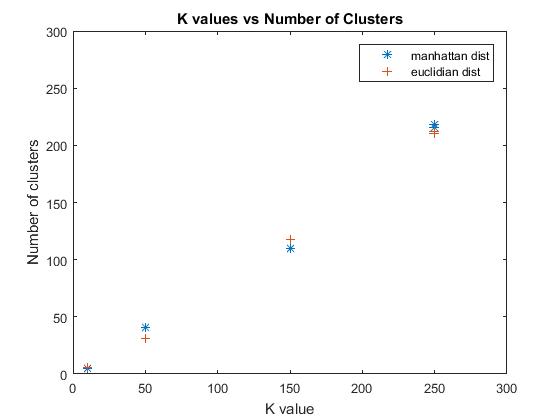 K values vs Number of Clusters
manhattan dist
euclidian dist
300
250
200
150
100
50
0
Number of clusters
0 50 100 150 200 250 300
K value